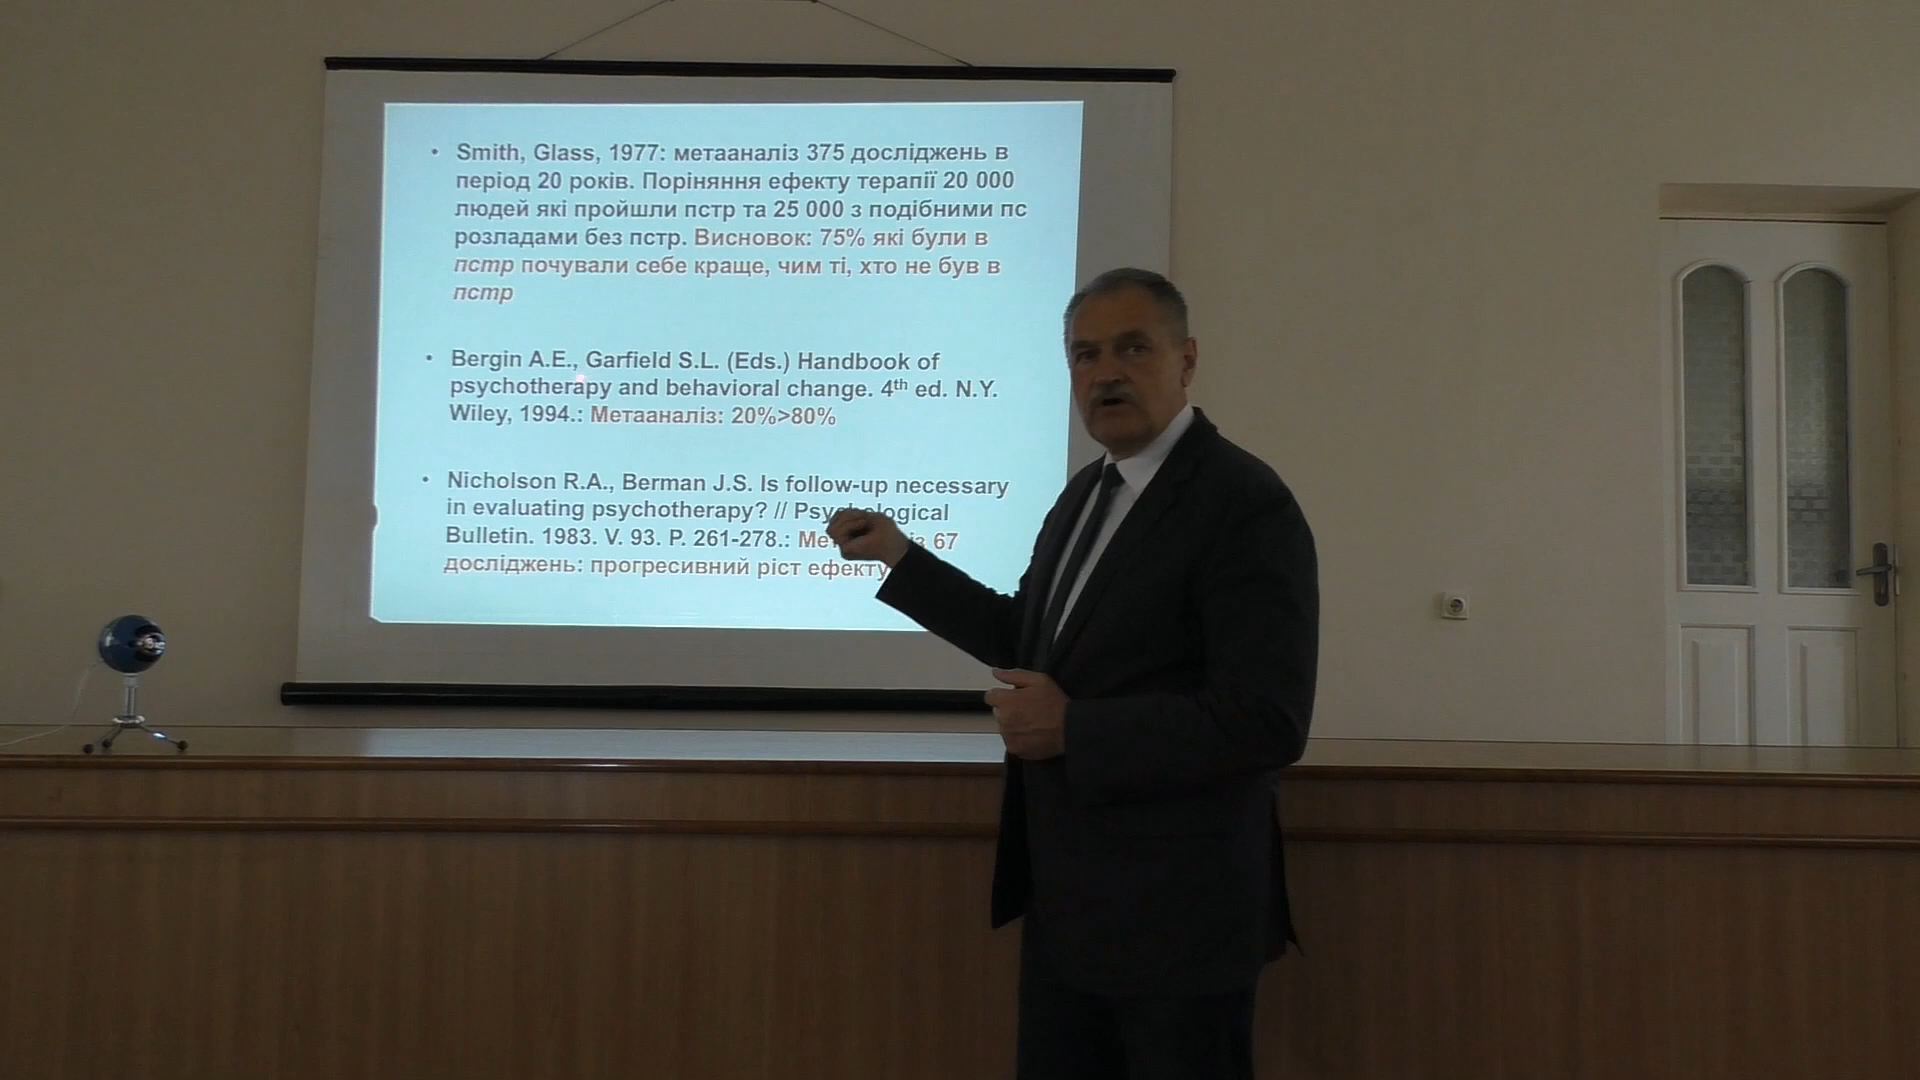 • Smith, Glass, 1977: метааналіз 375 досліджень в
період 20 років. Поріняння ефекту терапії 20 000
людей які пройшли пстр та 25 000 з подібними пс
розладами без пстр. Висновок: 75% які були в
пстр почували себе краще, чим ті, хто не був в
пстр
• Bergin A.E., Garfield S.L. (Eds.) Handbook of
psychotherapy and behavioral change. 4th ed. N.Y.
Wiley, 1994.: Метааналіз: 20%>80%
• Nicholson R.A., Berman J.S. Is follow-up necessary
in evaluating psychotherapy? // Psychological
Bulletin. 1983. V. 93. P. 261-278.: Метааналіз 67
досліджень: прогресивний ріст ефекту